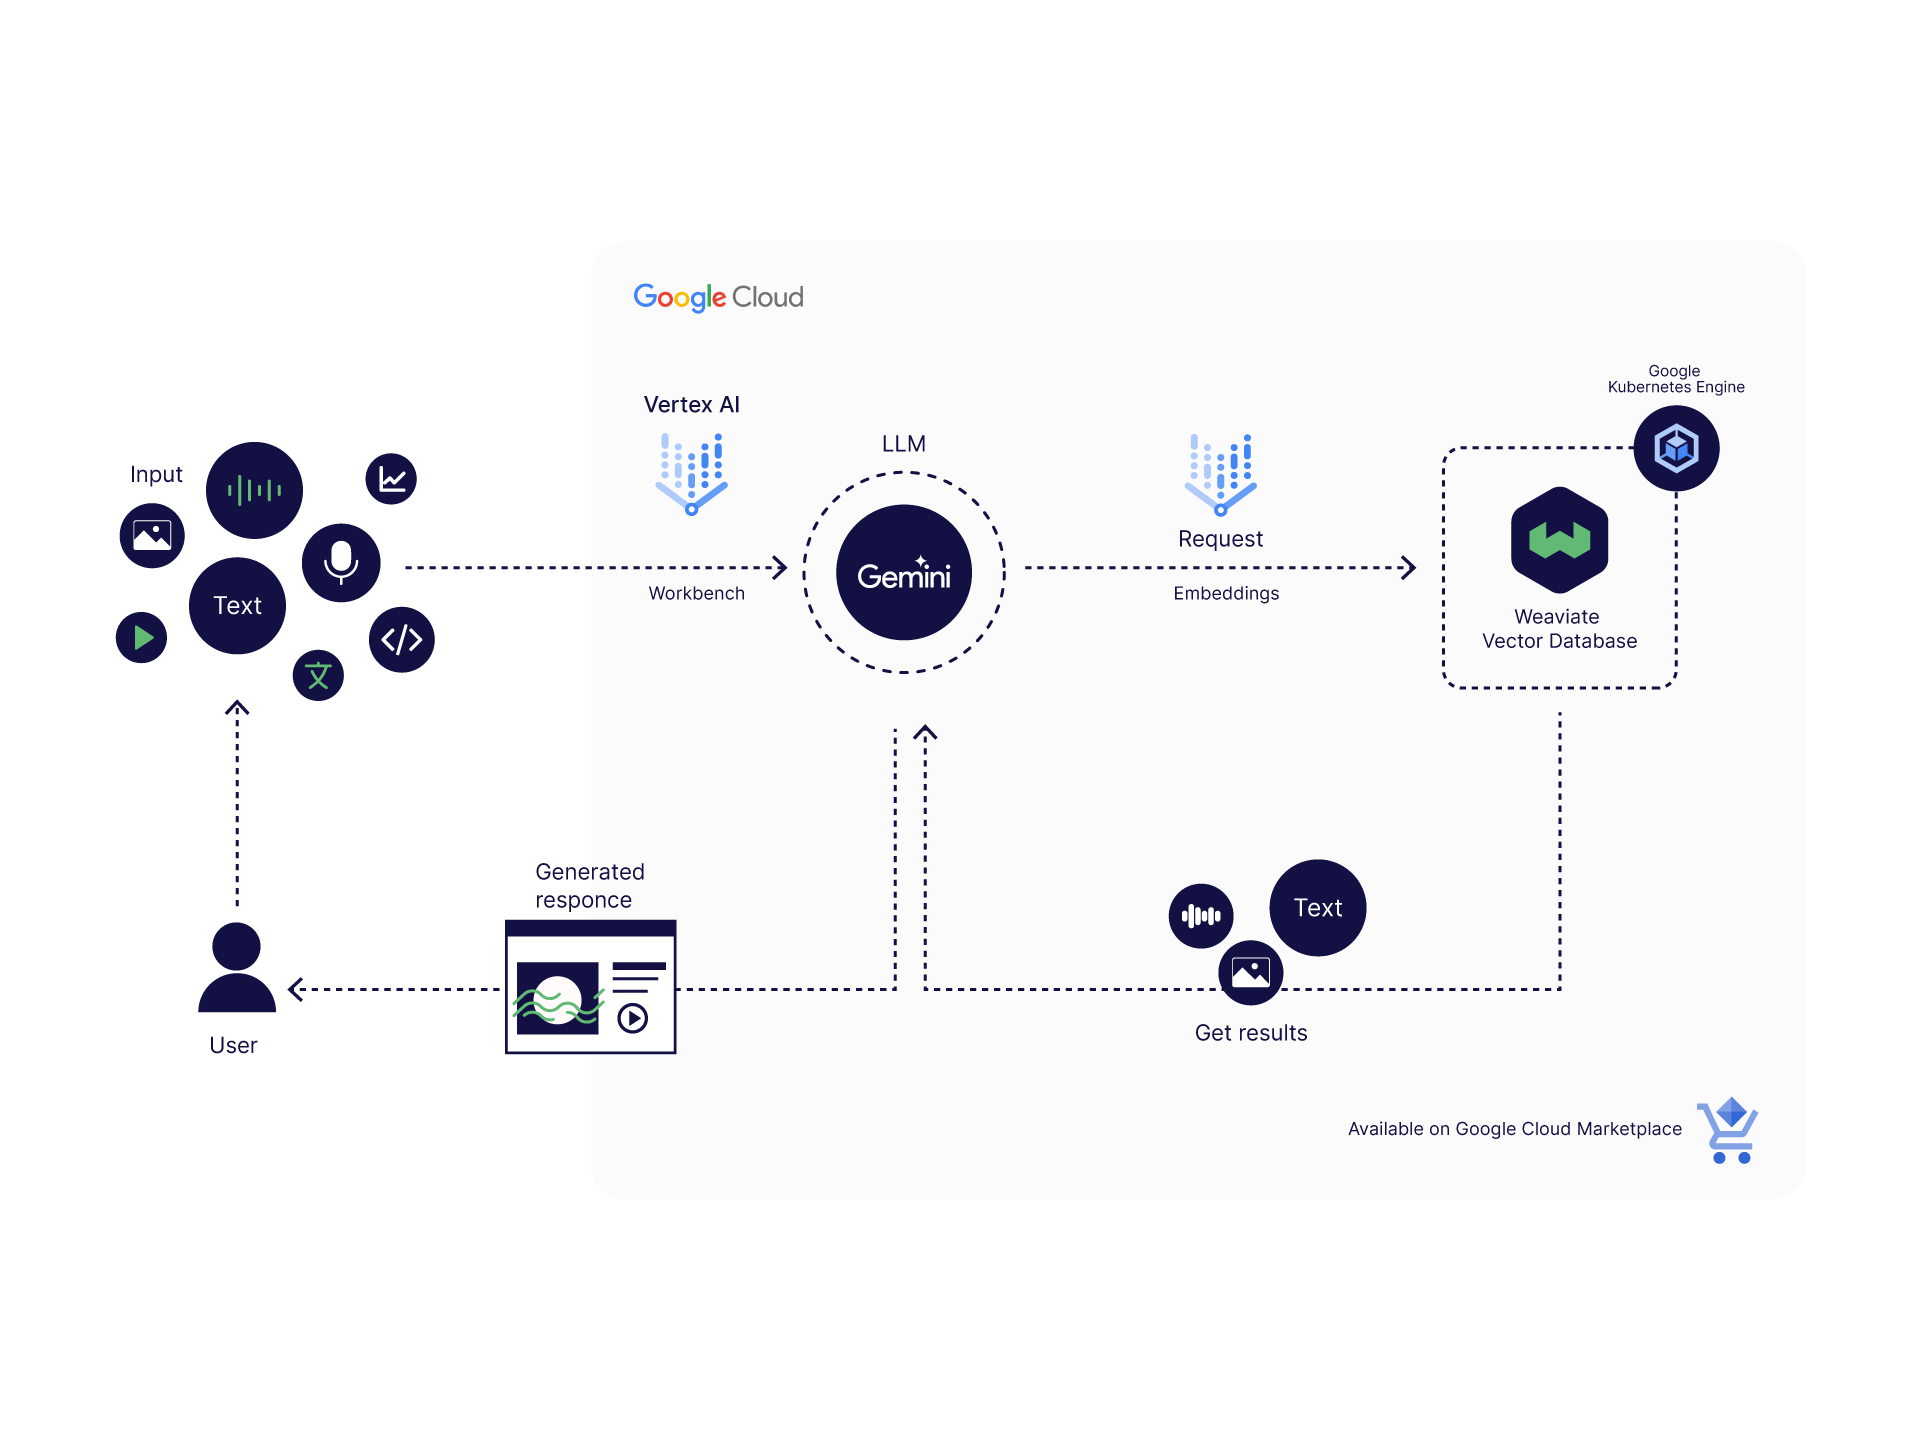 Google Cloud
Google
Kubernetes Engine
Vertex AI
LLM
Input
Text
文
Workbench
Gemini
Request
Embeddings
Weaviate
Vector Database
Generated
responce
User
Text
Get results
Available on Google Cloud Marketplace